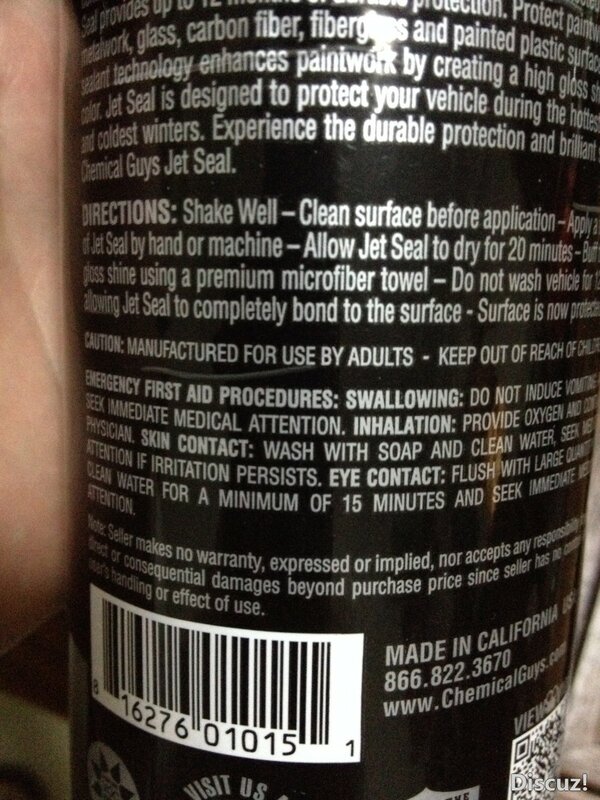 Seal provides up to 12 months of durable protection. Protect
metalwork, glass, carbon fiber, fiberglass and painted plastic
sealant technology enhances paintwork by creating a high gloss
color. Jet Seal is designed to protect your vehicle during the hottest
and coldest winters. Experience the durable protection and brilliant
Chemical Guys Jet Seal.
DIRECTIONS: Shake Well – Clean surface before application – Apply a
of Jet Seal by hand or machine – Allow Jet Seal to dry for 20 minutes – Buff
gloss shine using a premium microfiber towel – Do not wash vehicle for 12
allowing Jet Seal to completely bond to the surface - Surface is now
CAUTION: MANUFACTURED FOR USE BY ADULTS - KEEP OUT OF REACH OF
EMERGENCY FIRST AID PROCEDURES: SWALLOWING: DO NOT INDUCE VOMITING
SEEK IMMEDIATE MEDICAL ATTENTION. INHALATION: PROVIDE OXYGEN AND
PHYSICIAN. SKIN CONTACT: WASH WITH SOAP AND CLEAN WATER, SEEK
ATTENTION IF IRRITATION PERSISTS. EYE CONTACT: FLUSH WITH LARGE
CLEAN WATER FOR A MINIMUM OF 15 MINUTES AND SEEK IMMEDIATE
ATTENTION.
Note: Seller makes no warranty, expressed or implied, nor accepts any responsibility
direct or consequential damages beyond purchase price since seller has no
user's handling or effect of use.
MADE IN CALIFORNIA
866.822.3670
www.ChemicalGuys.com
8 16276 01015 1
VISIT US
Discuz!